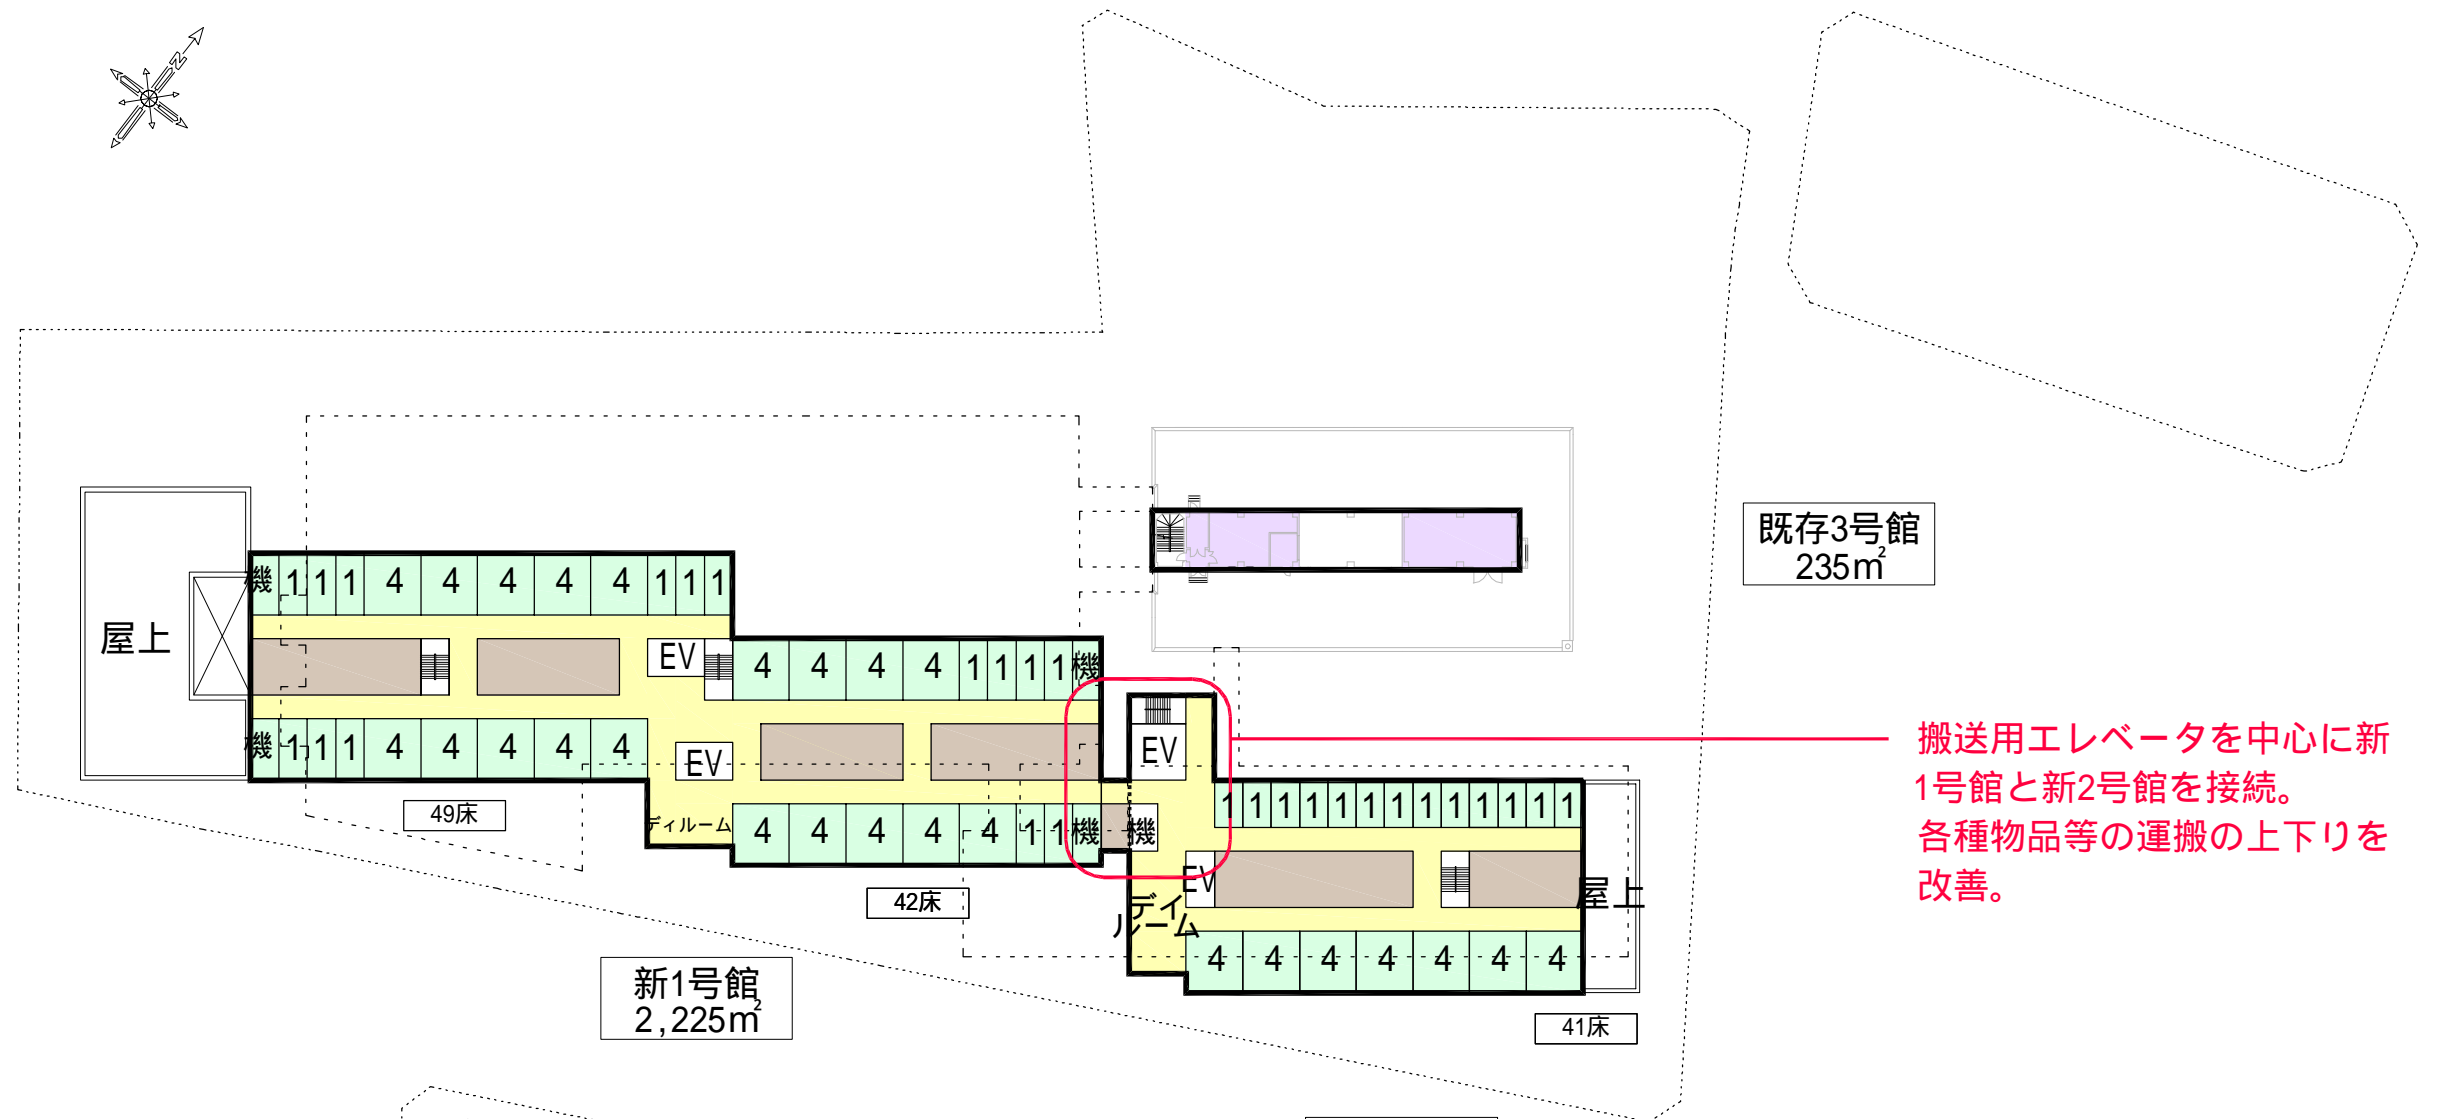 N
既存3号館
235㎡
機 1 1 1 4 4 4 4 4 1 1 1
屋上
EV
4 4 4 4 1 1 1 1 機
機 1 1 1 4 4 4 4 4
EV
EV
搬送用エレベータを中心に新
1号館と新2号館を接続。
各種物品等の運搬の上下りを
改善。
49床
ディルーム
4 4 4 4 4 1 1 機
機
1 1 1 1 1 1 1 1 1 1 1 1 1
EV
屋上
42床
デイ
ルーム
4 4 4 4 4 4 4
新1号館
2,225㎡
41床